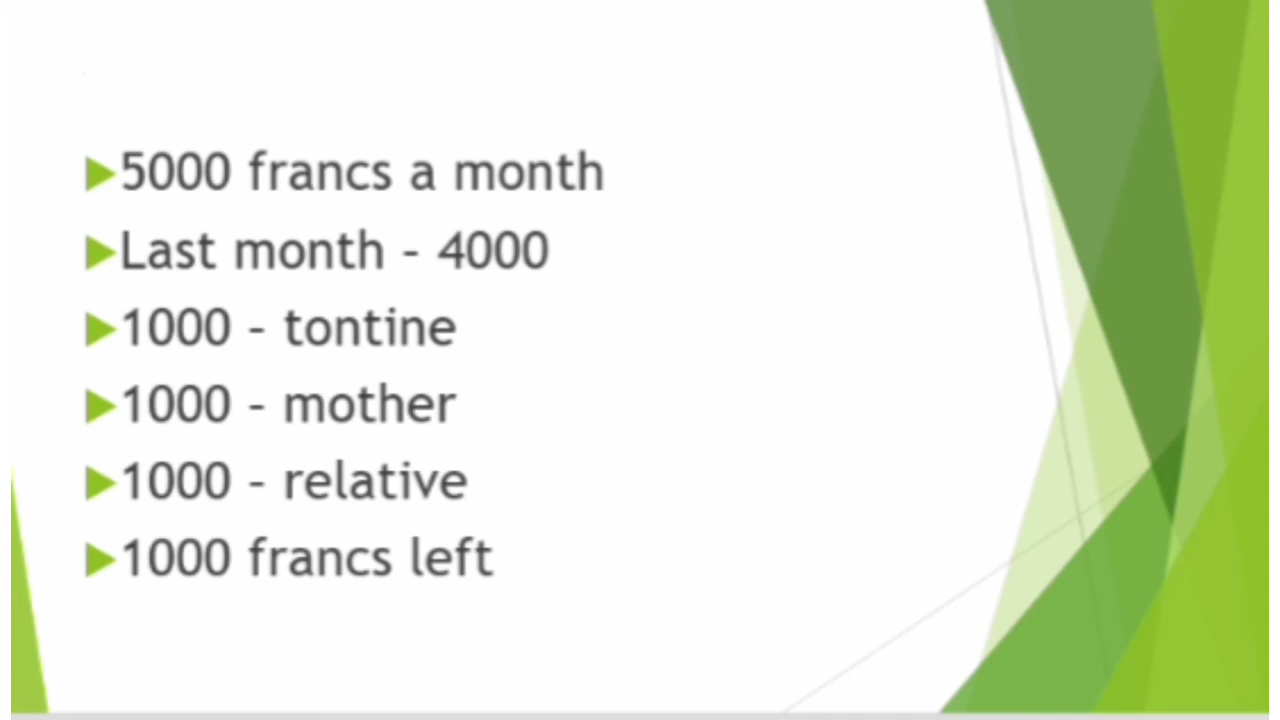 5000 francs a month
Last month – 4000
1000 – tontine
1000 – mother
1000 – relative
1000 francs left